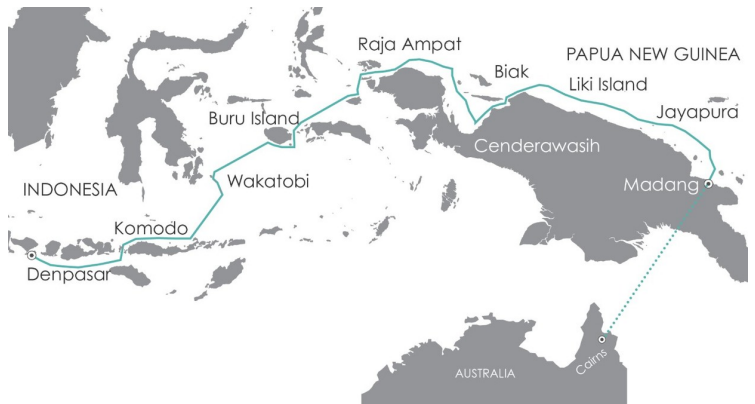 Raja Ampat
PAPUA NEW GUINEA
Biak
Liki Island
Jayapura
Buru Island
Cenderawasih
Wakatobi
Madang
INDONESIA
Komodo
Denpasar
Cairns
AUSTRALIA